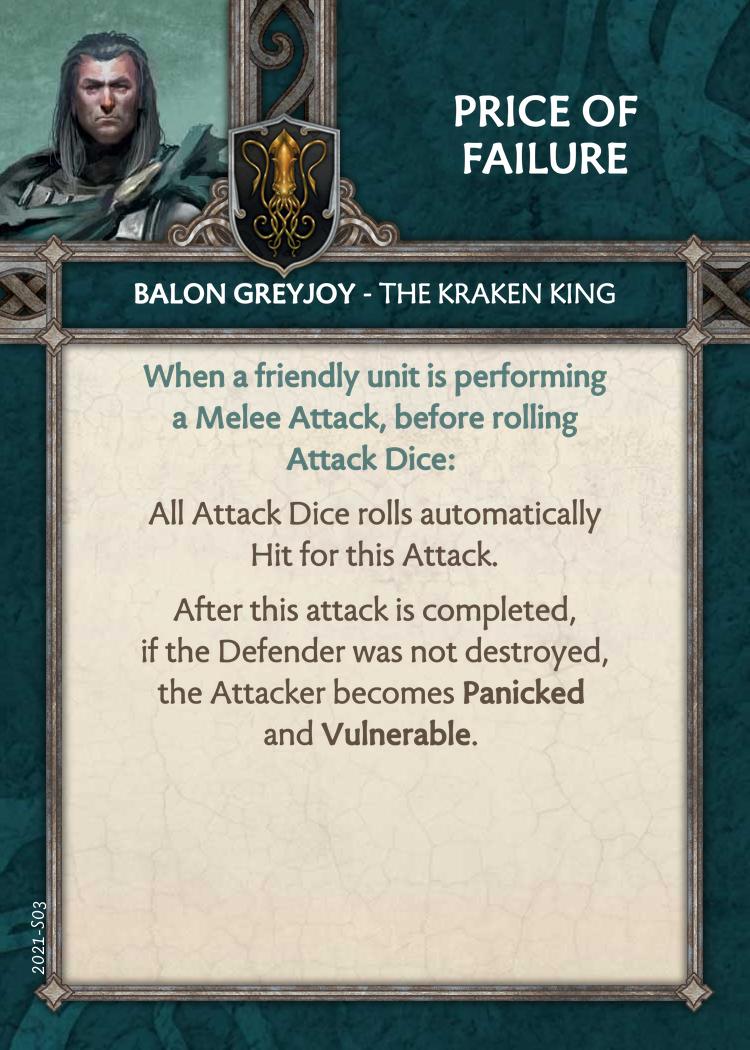 PRICE OF
FAILURE
BALON GREYJOY - THE KRAKEN KING
When a friendly unit is performing
a Melee Attack, before rolling
Attack Dice:
All Attack Dice rolls automatically
Hit for this Attack.
After this attack is completed,
if the Defender was not destroyed,
the Attacker becomes Panicked
and Vulnerable.
2021-S03